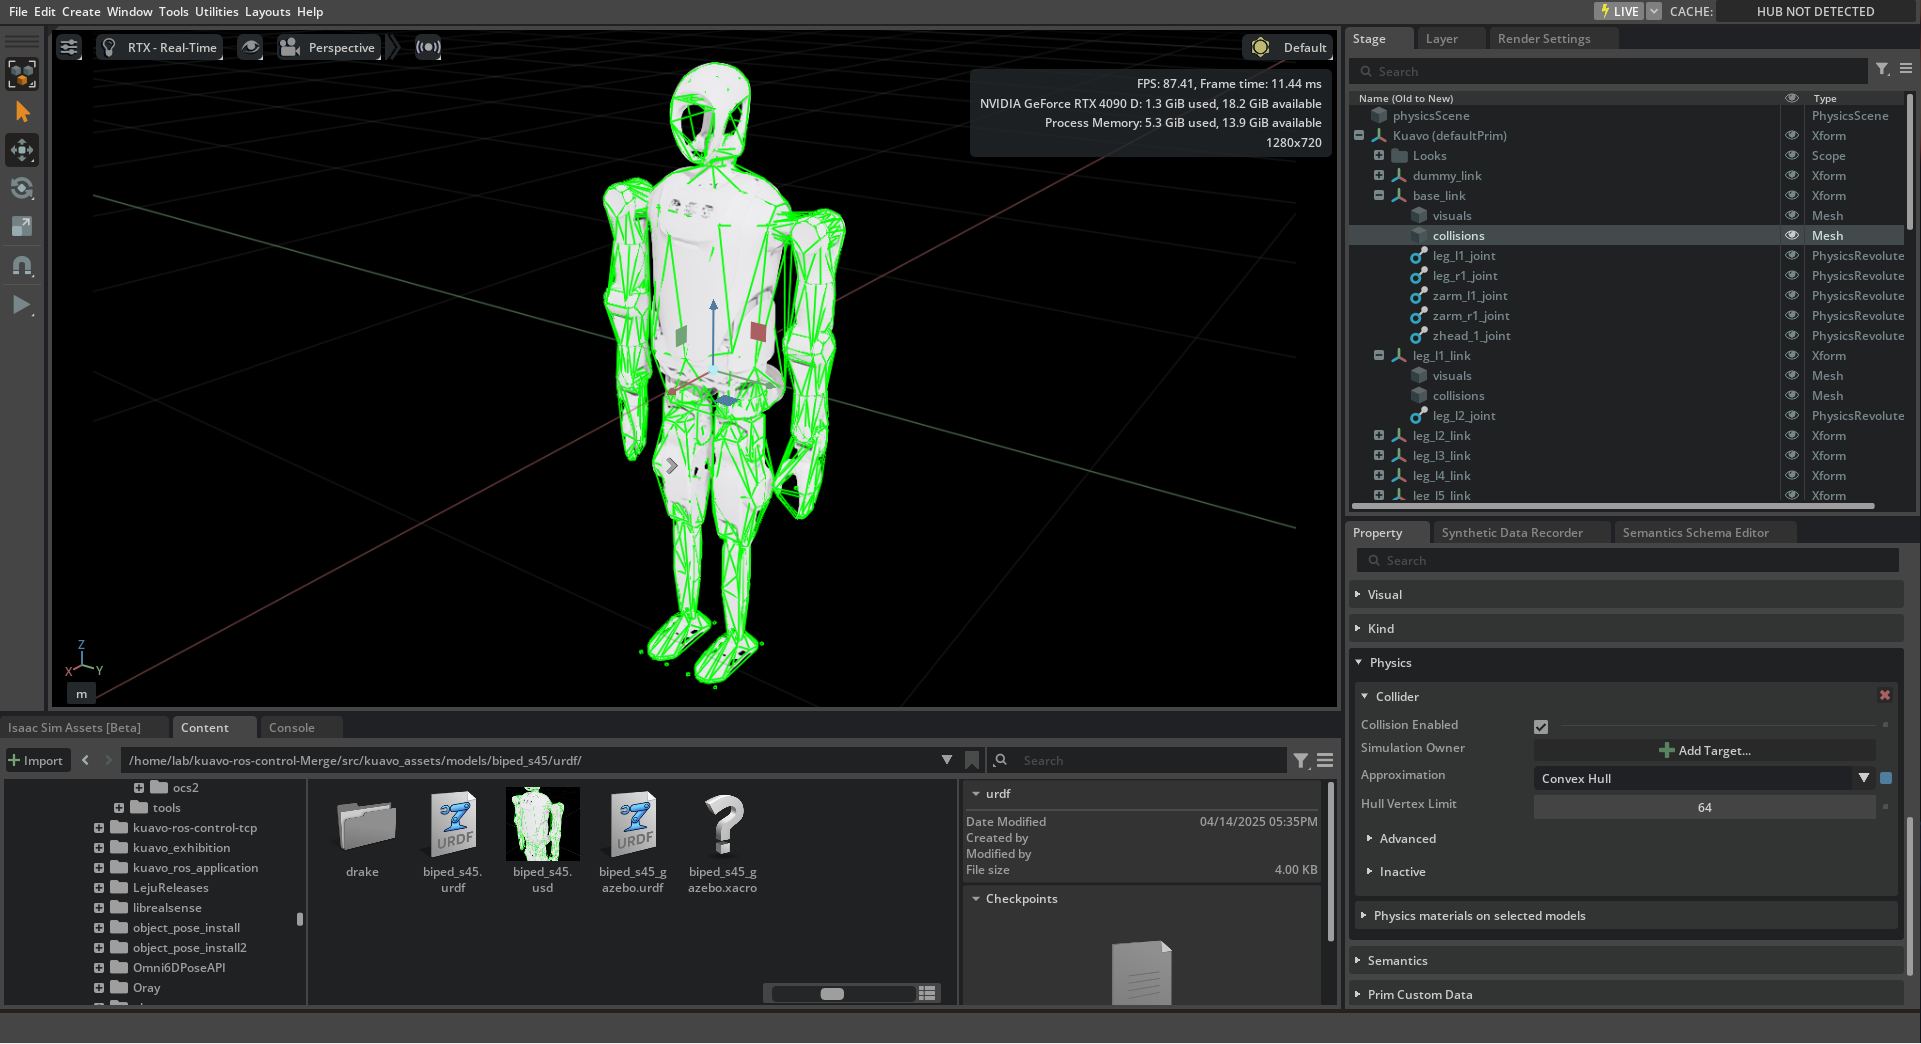 File Edit Create Window Tools Utilities Layouts Help
LIVE
CACHE:
HUB NOT DETECTED
RTX - Real-Time
Perspective
Default
FPS: 87.41, Frame time: 11.44 ms
NVIDIA GeForce RTX 4090 D: 1.3 GiB used, 18.2 GiB available
Process Memory: 5.3 GiB used, 13.9 GiB available
1280x720
Z
X
Y
m
Stage
Layer
Render Settings
Search
Name (Old to New)
Type
physicsScene
PhysicsScene
Kuavo (defaultPrim)
Xform
Looks
Scope
dummy_link
Xform
base_link
Xform
visuals
Mesh
collisions
Mesh
leg_l1_joint
PhysicsRevolute
leg_r1_joint
PhysicsRevolute
zarm_l1_joint
PhysicsRevolute
zarm_r1_joint
PhysicsRevolute
zhead_1_joint
PhysicsRevolute
leg_l1_link
Xform
visuals
Mesh
collisions
Mesh
leg_l2_joint
PhysicsRevolute
leg_l2_link
Xform
leg_l3_link
Xform
leg_l4_link
Xform
leg_l5_link
Xform
Property
Synthetic Data Recorder
Semantics Schema Editor
Search
Visual
Kind
Physics
Collider
Collision Enabled
Simulation Owner
Add Target...
Approximation
Convex Hull
Hull Vertex Limit
64
Advanced
Inactive
Physics materials on selected models
Semantics
Prim Custom Data
Isaac Sim Assets [Beta]
Content
Console
Import
/home/lab/kuavo-ros-control-Merge/src/kuavo_assets/models/biped_s45/urdf/
Search
ocs2
tools
kuavo-ros-control-tcp
kuavo_exhibition
kuavo_ros_application
LejuReleases
librealsense
object_pose_install
object_pose_install2
Omni6DPoseAPI
Oray
URDF
URDF
drake
biped_s45.
urdf
biped_s45.
usd
biped_s45_g
azebo.urdf
biped_s45_g
azebo.xacro
urdf
Date Modified
04/14/2025 05:35PM
Created by
Modified by
File size
4.00 KB
Checkpoints